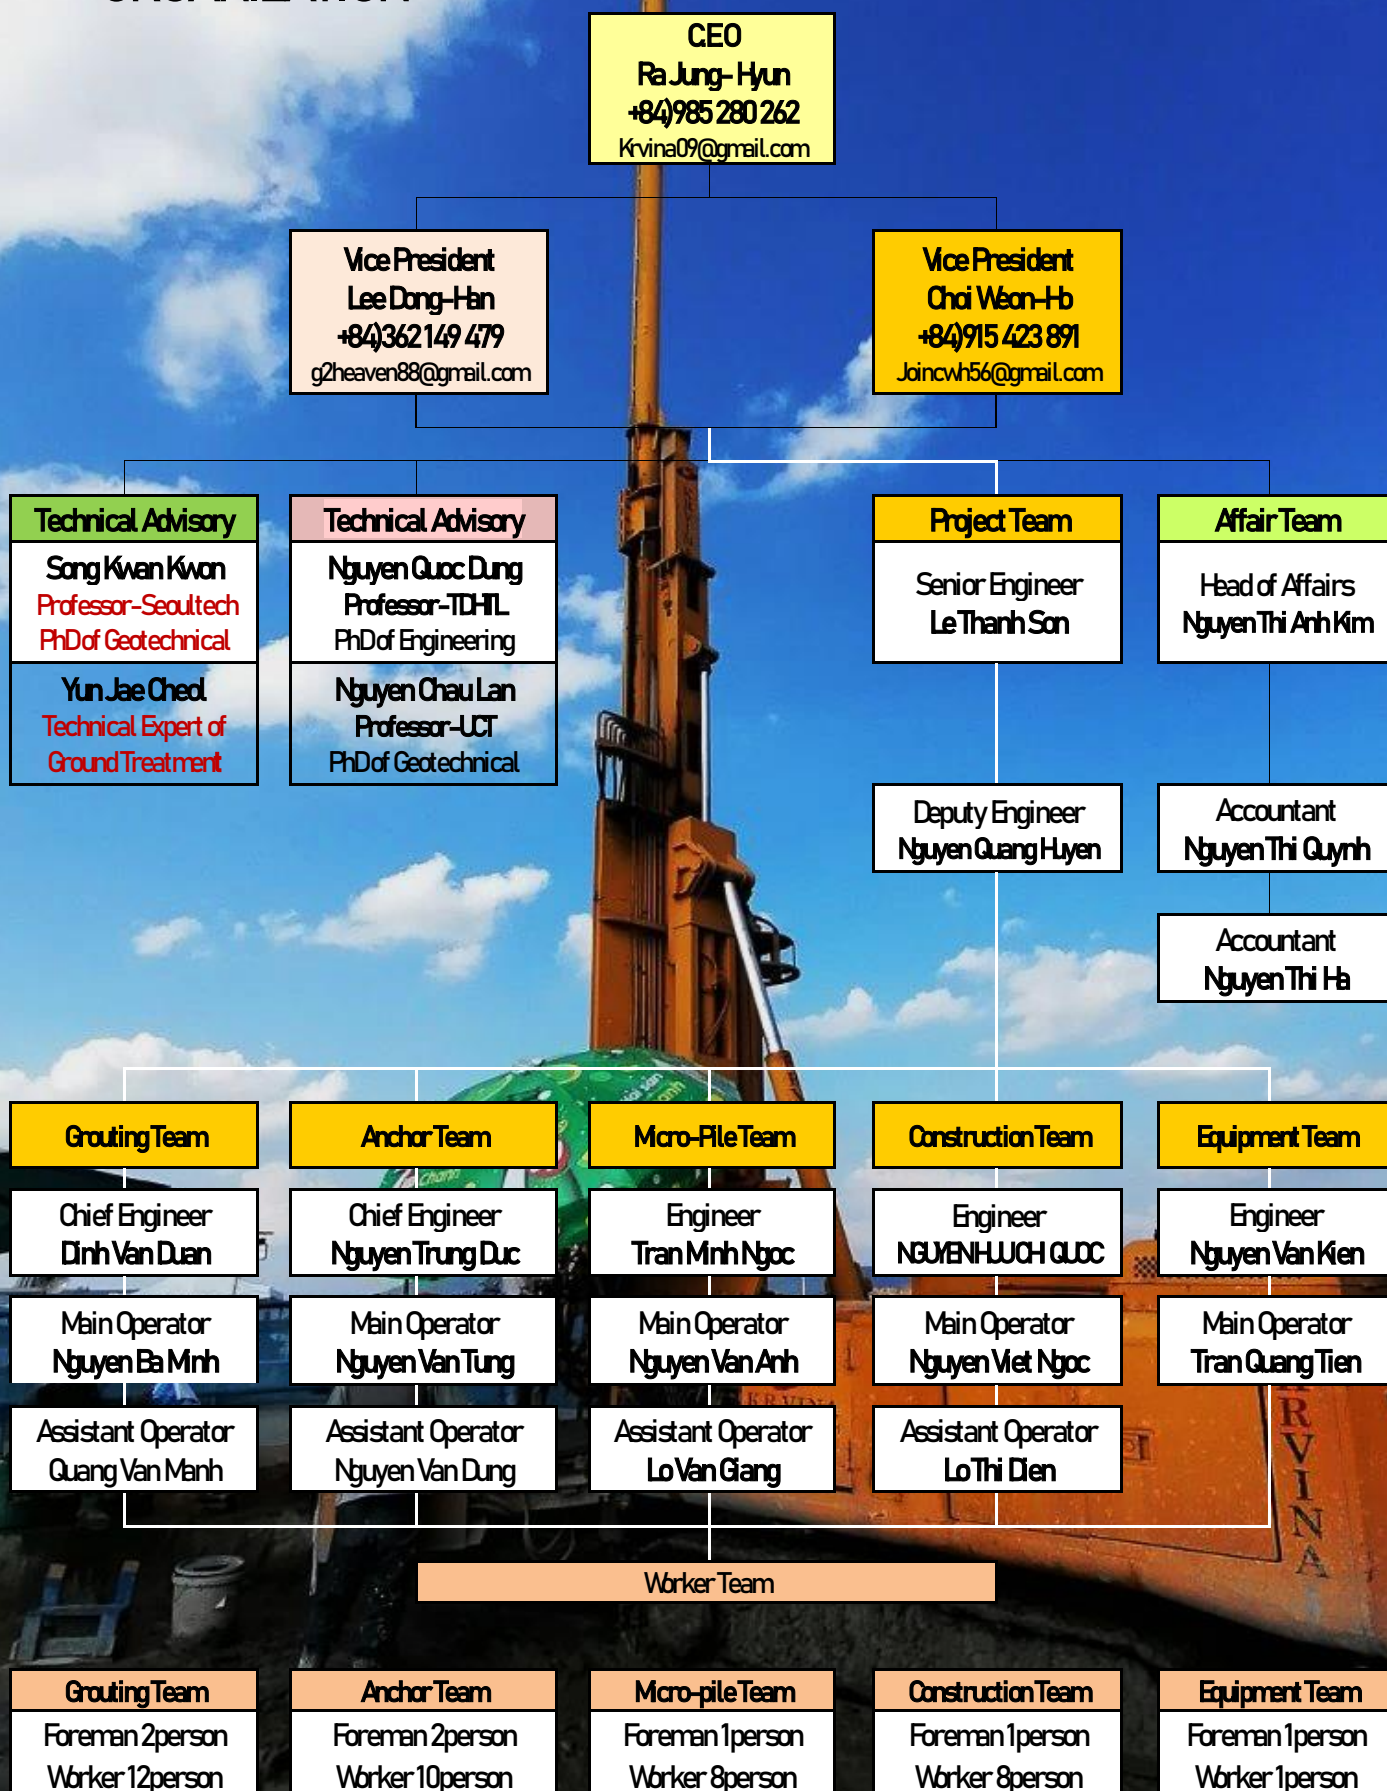 CEO
Ra Jung-Hyun
+84)985 280 262
Krvina09@gmail.com
Vice President
Lee Dong-Han
+84)362 149 479
g2heaven88@gmail.com
Vice President
Choi Weon-Ho
+84)915 423 891
Joincwh56@gmail.com
Technical Advisory
Song Kwan Kwon
Professor-Seoultech
PhD of Geotechnical
Yun Jae Cheol
Technical Expert of
Ground Treatment
Technical Advisory
Nguyen Quoc Dung
Professor-TDHTL
PhD of Engineering
Nguyen Chau Lan
Professor-UCT
PhD of Geotechnical
Project Team
Senior Engineer
Le Thanh Son
Deputy Engineer
Nguyen Quang Huyen
Affair Team
Head of Affairs
Nguyen Thi Anh Kim
Accountant
Nguyen Thi Quynh
Accountant
Nguyen Thi Ha
Grouting Team
Chief Engineer
Dinh Van Duan
Main Operator
Nguyen Ba Minh
Assistant Operator
Quang Van Manh
Anchor Team
Chief Engineer
Nguyen Trung Duc
Main Operator
Nguyen Van Tung
Assistant Operator
Nguyen Van Dung
Micro-Pile Team
Engineer
Tran Minh Ngoc
Main Operator
Nguyen Van Anh
Assistant Operator
Lo Van Giang
Construction Team
Engineer
QUOC
Main Operator
Nguyen Viet Ngoc
Assistant Operator
Lo Thi Dien
Equipment Team
Engineer
Nguyen Van Kien
Main Operator
Tran Quang Tien
KRVINA
KRVINA
Worker Team
Grouting Team
Foreman 2person
Worker 12person
Anchor Team
Foreman 2person
Worker 10person
Micro-pile Team
Foreman 1person
Worker 8person
Construction Team
Foreman 1person
Worker 8person
Equipment Team
Foreman 1person
Worker 1person